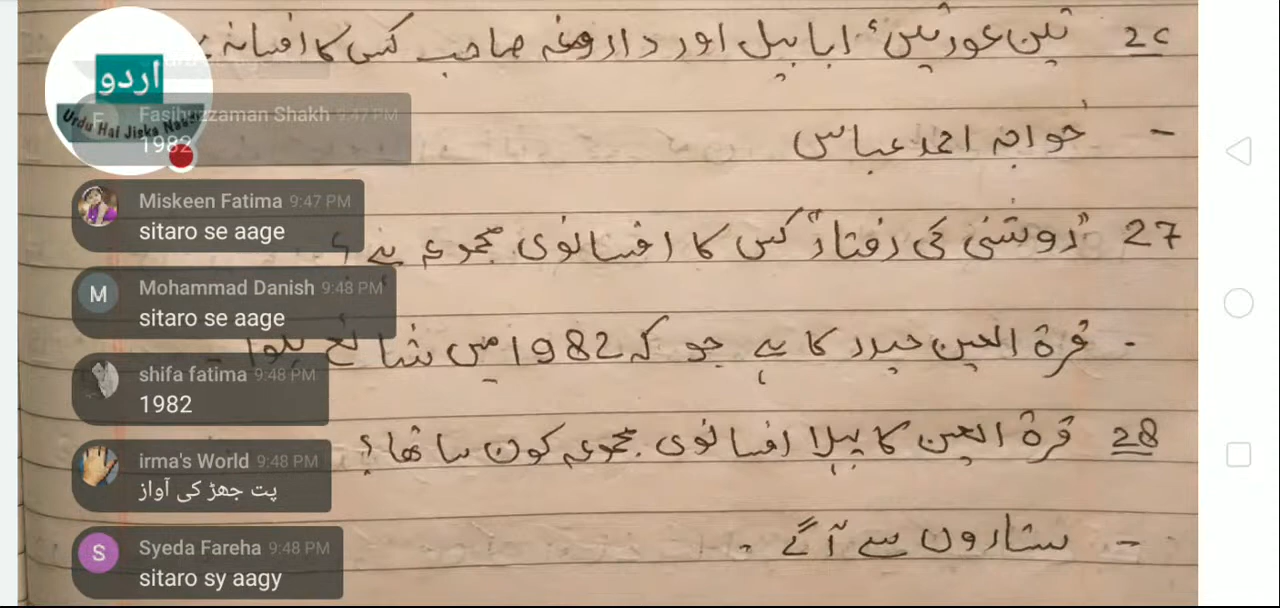 26 تین عورتیں، ابابیل اور داروغہ صاحب کس کا افسانہ
- خواجہ احمد عباس
27 "روشنی کی رفتار" کس کا افسانوی مجموعہ ہے؟
- قرۃ العین حیدر کا ہے جو کہ 1982 میں شائع ہوا
28 قرۃ العین کا پہلا افسانوی مجموعہ کون سا تھا؟
- ستاروں سے آگے -
اردو
Urdu Hai Jiska Naam
Fasihuzzaman Shakh 9:47 PM
1982
Miskeen Fatima 9:47 PM
sitaro se aage
Mohammad Danish 9:48 PM
sitaro se aage
shifa fatima 9:48 PM
1982
irma's World 9:48 PM
پت جھڑ کی آواز
Syeda Fareha 9:48 PM
sitaro sy aagy
M
S